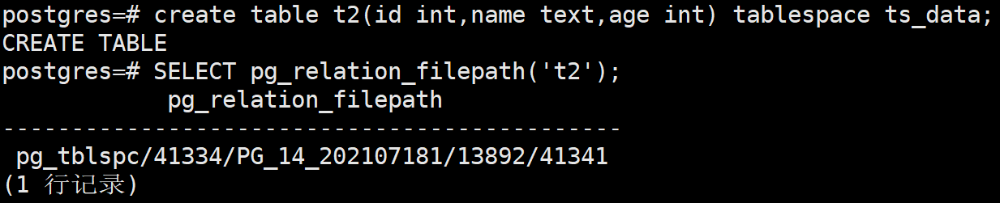 postgres=# create table t2(id int,name text,age int) tablespace ts_data;
CREATE TABLE
postgres=# SELECT pg_relation_filepath('t2');
            pg_relation_filepath
---------------------------------------------
 pg_tblspc/41334/PG_14_202107181/13892/41341
(1 行记录)